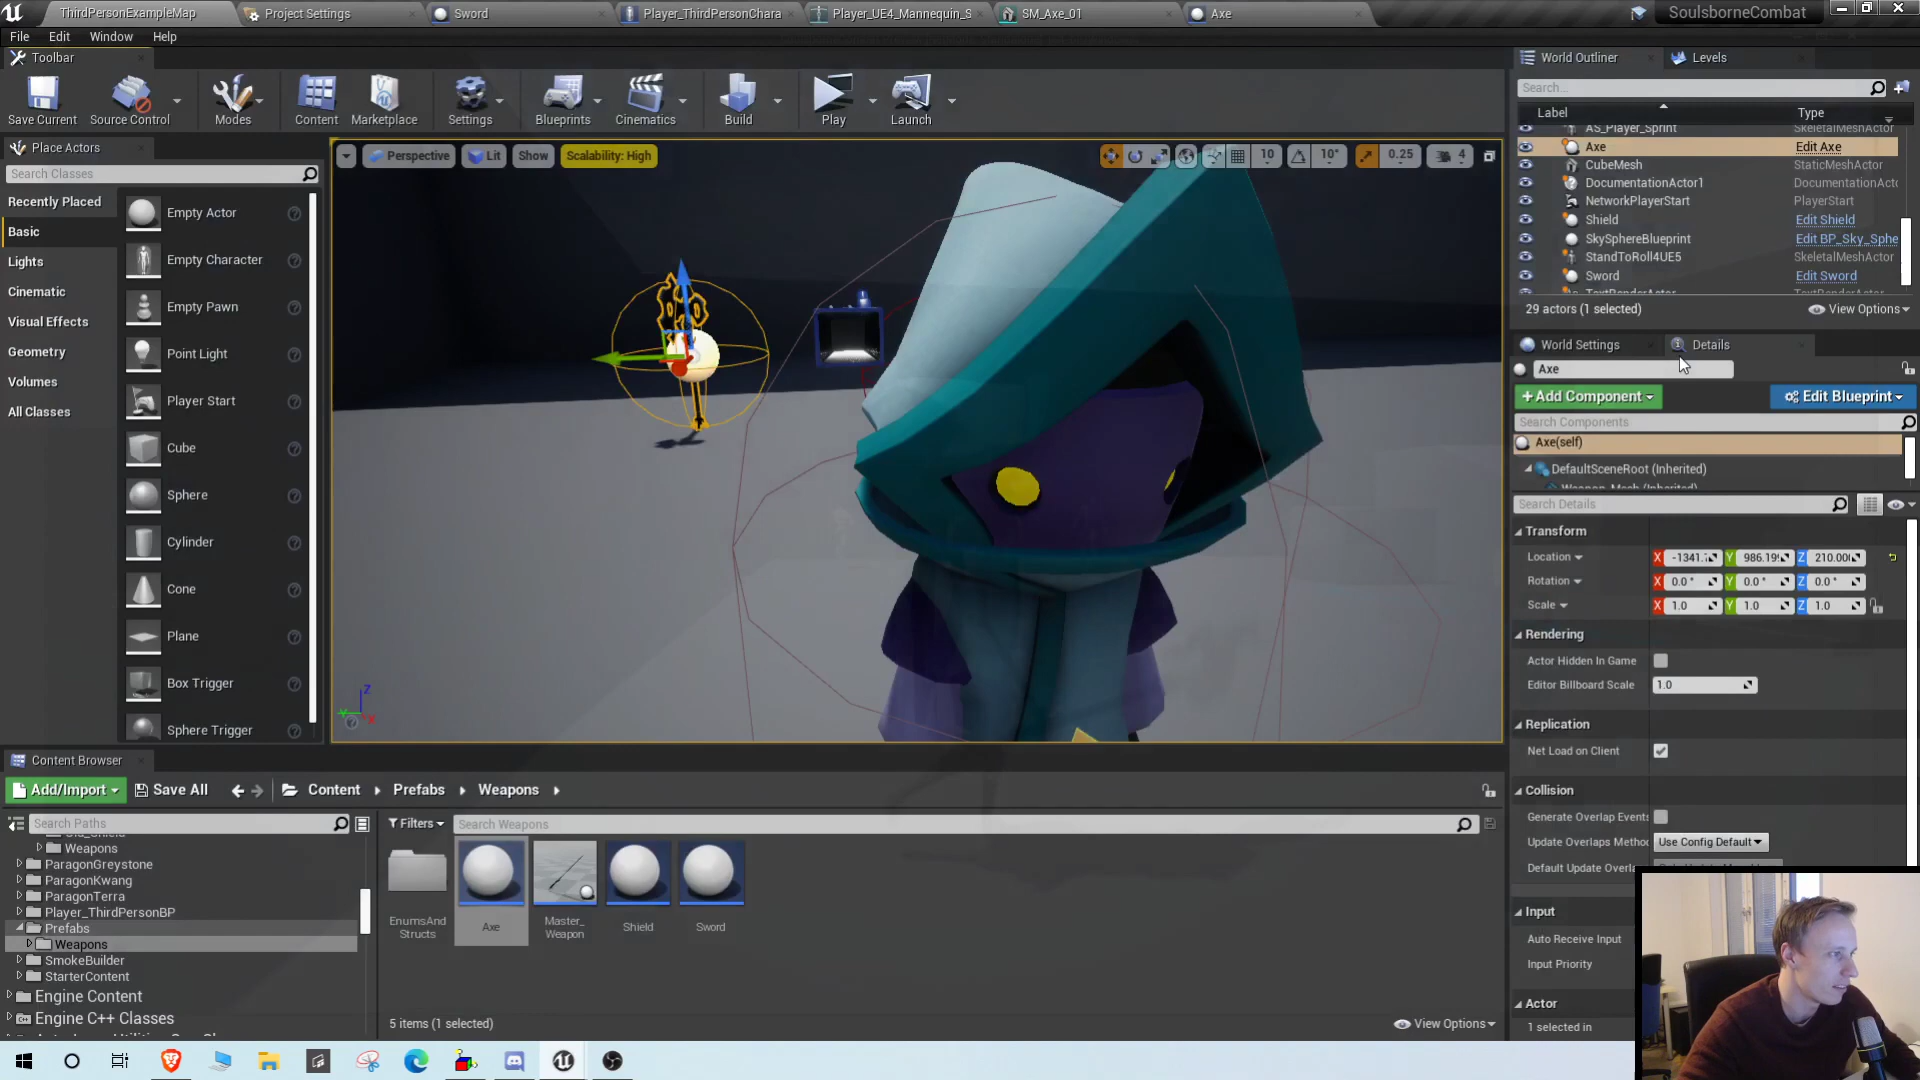 ThirdPersonExampleMap
Project Settings
Sword
Player_ThirdPersonChara
Player_UE4_Mannequin_S
SM_Axe_01
Axe
SoulsborneCombat
File
Edit
Window
Help
Toolbar
Save Current
Source Control
Modes
Content
Marketplace
Settings
Blueprints
Cinematics
Build
Play
Launch
Place Actors
Search Classes
Recently Placed
Basic
Lights
Cinematic
Visual Effects
Geometry
Volumes
All Classes
Empty Actor
Empty Character
Empty Pawn
Point Light
Player Start
Cube
Sphere
Cylinder
Cone
Plane
Box Trigger
Sphere Trigger
Perspective
Lit
Show
Scalability: High
10
10°
0.25
4
Z
X
World Outliner
Levels
Search...
Label
Type
AS_Player_Sprint
SkeletalMeshActor
Axe
Edit Axe
CubeMesh
StaticMeshActor
DocumentationActor1
DocumentationActo
NetworkPlayerStart
PlayerStart
Shield
Edit Shield
SkySphereBlueprint
Edit BP_Sky_Sphe
StandToRoll4UE5
SkeletalMeshActor
Sword
Edit Sword
29 actors (1 selected)
View Options
World Settings
Details
Axe
+Add Component
Edit Blueprint
Search Components
Axe(self)
DefaultSceneRoot (Inherited)
Weapon_Mesh (Inherited)
Search Details
Transform
Location
X
-1341.
Y
986.19
Z
210.00
Rotation
X
0.0 °
Y
0.0 °
Z
0.0 °
Scale
X
1.0
Y
1.0
Z
1.0
Rendering
Actor Hidden In Game
Editor Billboard Scale
1.0
Replication
Net Load on Client
Collision
Generate Overlap Events
Update Overlaps Metho
Use Config Default
Default Update Overla
Input
Auto Receive Input
Input Priority
Actor
1 selected in
Content Browser
Add/Import
Save All
Content
Prefabs
Weapons
Search Paths
Filters
Search Weapons
Old_Shield
Weapons
ParagonGreystone
ParagonKwang
ParagonTerra
Player_ThirdPersonBP
Prefabs
Weapons
SmokeBuilder
StarterContent
Engine Content
Engine C++ Classes
EnumsAnd
Structs
Axe
Master_
Weapon
Shield
Sword
5 items (1 selected)
View Options